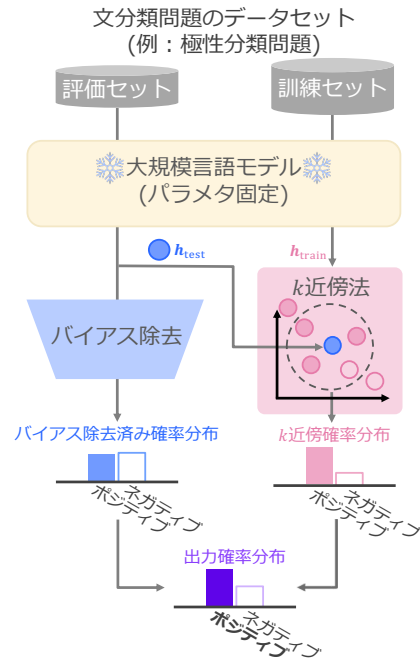 文分類問題のデータセット
(例：極性分類問題)
評価セット
訓練セット
大規模言語モデル
(パラメタ固定)
h_test
h_train
k近傍法
バイアス除去
バイアス除去済み確率分布
k近傍確率分布
ポジティブ
ネガティブ
ポジティブ
ネガティブ
出力確率分布
ポジティブ
ネガティブ